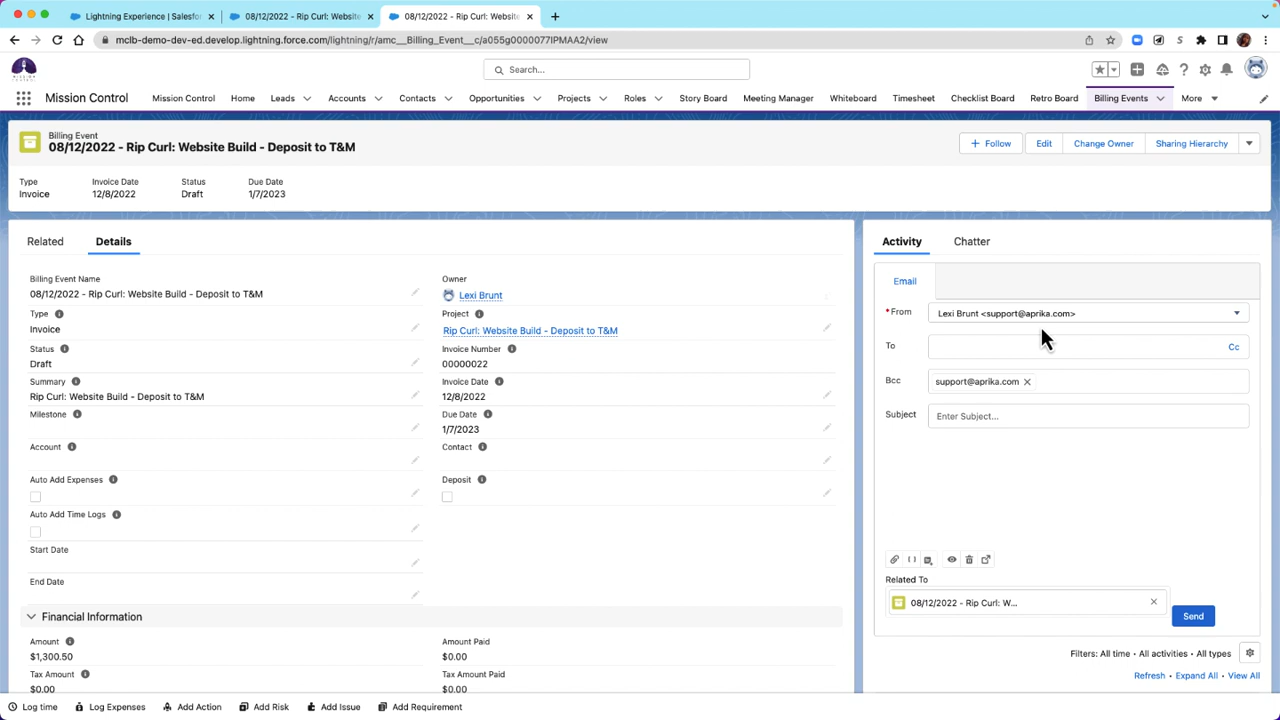 Lightning Experience | Salesfor
08/12/2022 - Rip Curl: Website
08/12/2022 - Rip Curl: Website
mclb-demo-dev-ed.develop.lightning.force.com/lightning/r/amc__Billing_Event__c/a055g0000077IPMAA2/view
Search...
Mission Control
Mission Control Home Leads Accounts Contacts Opportunities Projects Roles Story Board Meeting Manager Whiteboard Timesheet Checklist Board Retro Board Billing Events More
Billing Event
08/12/2022 - Rip Curl: Website Build - Deposit to T&M
Follow Edit Change Owner Sharing Hierarchy
Type Invoice Date Status Due Date
Invoice 12/8/2022 Draft 1/7/2023
Related Details
Billing Event Name
08/12/2022 - Rip Curl: Website Build - Deposit to T&M
Type
Invoice
Status
Draft
Summary
Rip Curl: Website Build - Deposit to T&M
Milestone
Account
Auto Add Expenses
Auto Add Time Logs
Start Date
End Date
Owner
Lexi Brunt
Project
Rip Curl: Website Build - Deposit to T&M
Invoice Number
00000022
Invoice Date
12/8/2022
Due Date
1/7/2023
Contact
Deposit
Financial Information
Amount
$1,300.50
Tax Amount
$0.00
Amount Paid
$0.00
Tax Amount Paid
$0.00
Activity Chatter
Email
* From Lexi Brunt <support@aprika.com>
To Cc
Bcc support@aprika.com
Subject Enter Subject...
Related To
08/12/2022 - Rip Curl: W...
Send
Filters: All time • All activities • All types
Refresh • Expand All • View All
Log time Log Expenses Add Action Add Risk Add Issue Add Requirement